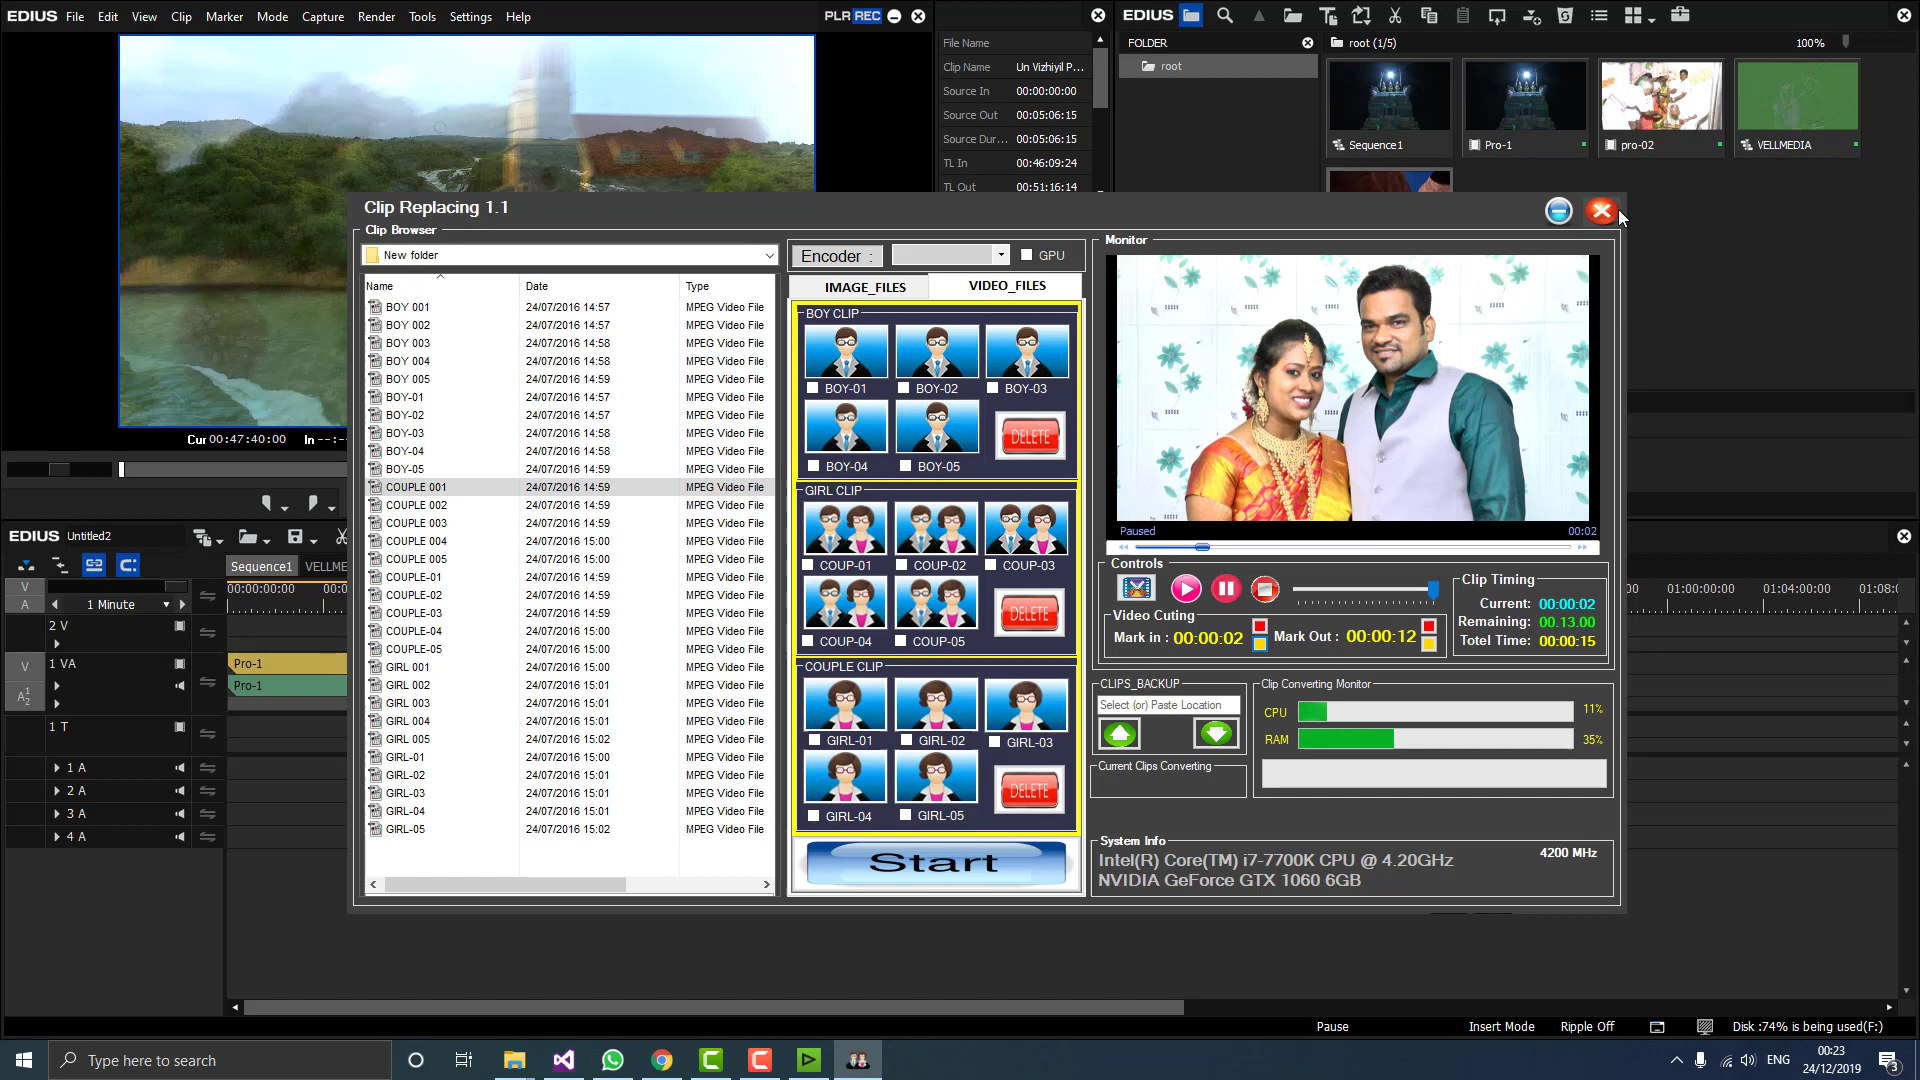 EDIUS File Edit View Clip Marker Mode Capture Render Tools Settings Help PLR REC
EDIUS
File Name
Clip Name Un Vizhiyil P...
Source In 00:00:00:00
Source Out 00:05:06:15
Source Dur... 00:05:06:15
TL In 00:46:09:24
TL Out 00:51:16:14
FOLDER
root
root (1/5) 100%
Sequence1 Pro-1 pro-02 VELLMEDIA
Cur 00:47:40:00 In --:-
Clip Replacing 1.1
Clip Browser
New folder
Name Date Type
BOY 001 24/07/2016 14:57 MPEG Video File
BOY 002 24/07/2016 14:57 MPEG Video File
BOY 003 24/07/2016 14:58 MPEG Video File
BOY 004 24/07/2016 14:58 MPEG Video File
BOY 005 24/07/2016 14:59 MPEG Video File
BOY-01 24/07/2016 14:57 MPEG Video File
BOY-02 24/07/2016 14:57 MPEG Video File
BOY-03 24/07/2016 14:58 MPEG Video File
BOY-04 24/07/2016 14:58 MPEG Video File
BOY-05 24/07/2016 14:59 MPEG Video File
COUPLE 001 24/07/2016 14:59 MPEG Video File
COUPLE 002 24/07/2016 14:59 MPEG Video File
COUPLE 003 24/07/2016 14:59 MPEG Video File
COUPLE 004 24/07/2016 15:00 MPEG Video File
COUPLE 005 24/07/2016 15:00 MPEG Video File
COUPLE-01 24/07/2016 14:59 MPEG Video File
COUPLE-02 24/07/2016 14:59 MPEG Video File
COUPLE-03 24/07/2016 14:59 MPEG Video File
COUPLE-04 24/07/2016 15:00 MPEG Video File
COUPLE-05 24/07/2016 15:00 MPEG Video File
GIRL 001 24/07/2016 15:00 MPEG Video File
GIRL 002 24/07/2016 15:01 MPEG Video File
GIRL 003 24/07/2016 15:01 MPEG Video File
GIRL 004 24/07/2016 15:01 MPEG Video File
GIRL 005 24/07/2016 15:02 MPEG Video File
GIRL-01 24/07/2016 15:00 MPEG Video File
GIRL-02 24/07/2016 15:01 MPEG Video File
GIRL-03 24/07/2016 15:01 MPEG Video File
GIRL-04 24/07/2016 15:01 MPEG Video File
GIRL-05 24/07/2016 15:02 MPEG Video File
Encoder : GPU
IMAGE_FILES VIDEO_FILES
BOY CLIP
BOY-01 BOY-02 BOY-03
DELETE
BOY-04 BOY-05
GIRL CLIP
COUP-01 COUP-02 COUP-03
DELETE
COUP-04 COUP-05
COUPLE CLIP
GIRL-01 GIRL-02 GIRL-03
DELETE
GIRL-04 GIRL-05
Start
Monitor
Paused 00:02
Controls
Video Cuting
Mark in : 00:00:02 Mark Out : 00:00:12
Clip Timing
Current: 00:00:02
Remaining: 00.13.00
Totel Time: 00:00:15
CLIPS_BACKUP
Select (or) Paste Location
Current Clips Converting
Clip Converting Monitor
CPU 11%
RAM 35%
System Info
Intel(R) Core(TM) i7-7700K CPU @ 4.20GHz 4200 MHz
NVIDIA GeForce GTX 1060 6GB
EDIUS Untitled2
Sequence1 VELLM
V
A 1 Minute
00:00:00:00 00:0
01:00:00:00 01:04:00:00 01:08:
2 V
V 1 VA Pro-1
A12 Pro-1
1 T
1 A
2 A
3 A
4 A
Pause Insert Mode Ripple Off Disk :74% is being used(F:)
Type here to search
ENG
00:23
24/12/2019
3